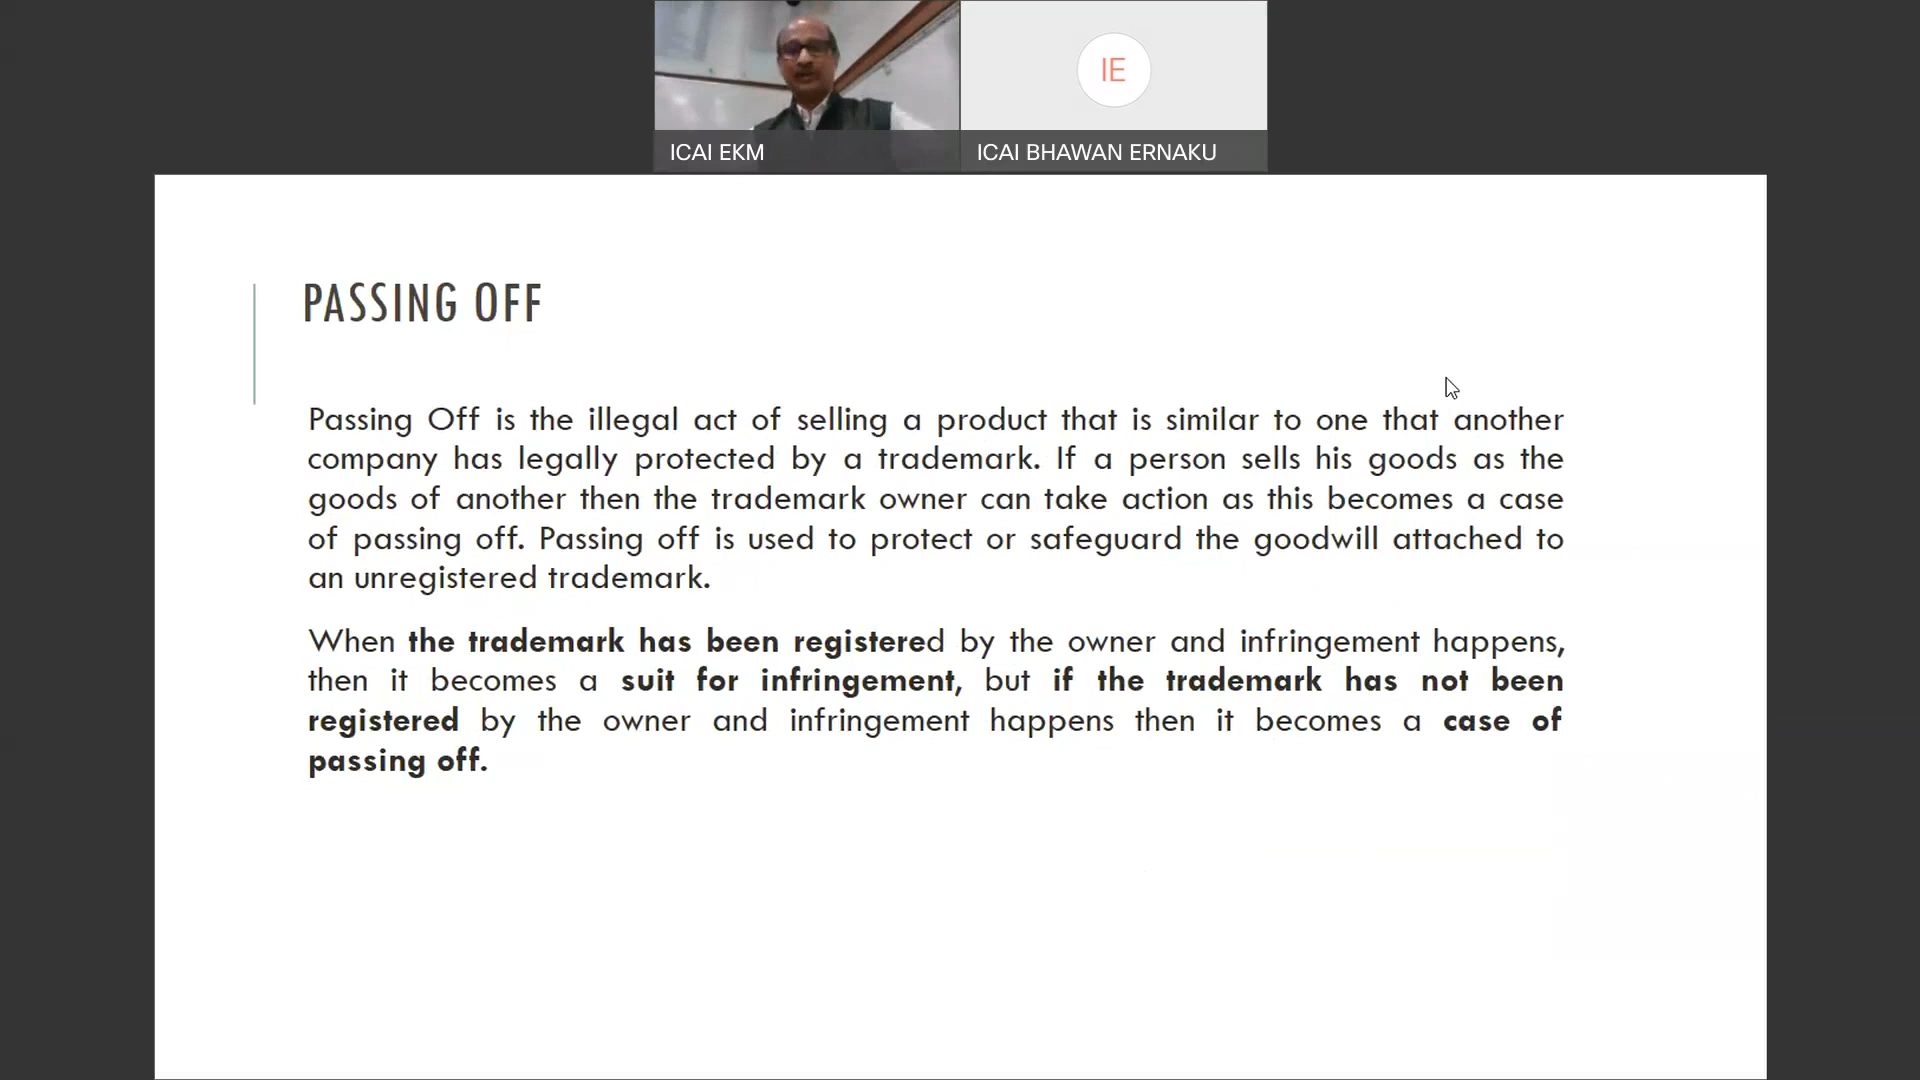 IE
ICAI EKM
ICAI BHAWAN ERNAKU
PASSING OFF
Passing Off is the illegal act of selling a product that is similar to one that another
company has legally protected by a trademark. If a person sells his goods as the
goods of another then the trademark owner can take action as this becomes a case
of passing off. Passing off is used to protect or safeguard the goodwill attached to
an unregistered trademark.
When the trademark has been registered by the owner and infringement happens,
then it becomes a suit for infringement, but if the trademark has not been
registered by the owner and infringement happens then it becomes a case of
passing off.